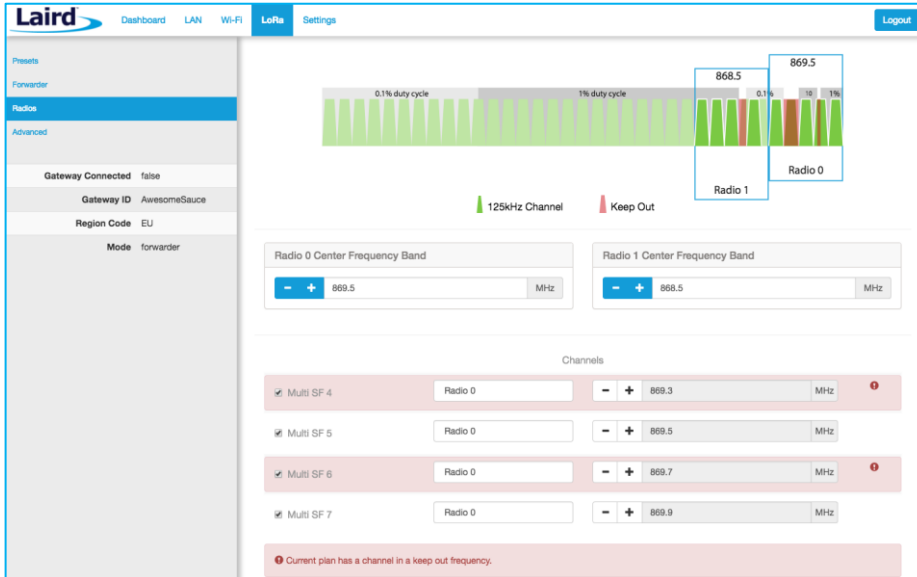 Laird
Dashboard LAN Wi-Fi LoRa Settings Logout
Presets
Forwarder
Radios
Advanced
Gateway Connected false
Gateway ID AwesomeSauce
Region Code EU
Mode forwarder
869.5
868.5
0.1% duty cycle 1% duty cycle 0.1% 10 1%
Radio 0
Radio 1
125kHz Channel Keep Out
Radio 0 Center Frequency Band Radio 1 Center Frequency Band
- + 869.5 MHz - + 868.5 MHz
Channels
Multi SF 4 Radio 0 - + 869.3 MHz
Multi SF 5 Radio 0 - + 869.5 MHz
Multi SF 6 Radio 0 - + 869.7 MHz
Multi SF 7 Radio 0 - + 869.9 MHz
Current plan has a channel in a keep out frequency.